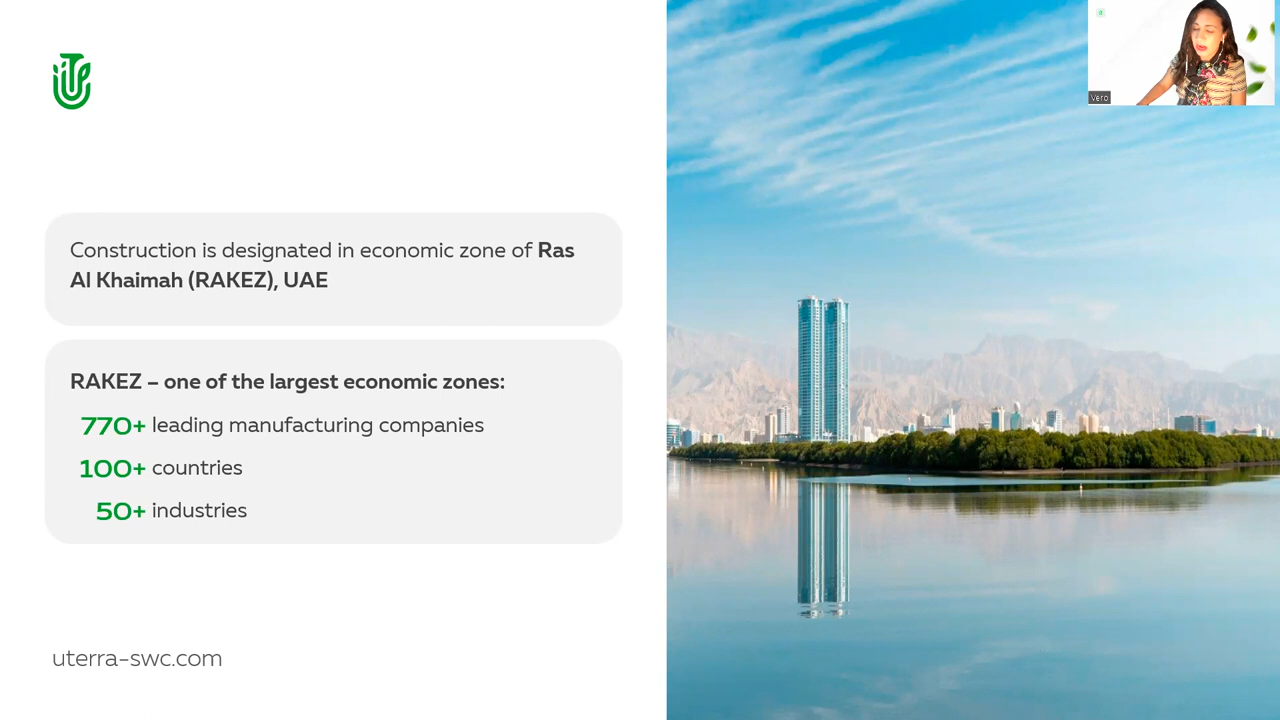 Construction is designated in economic zone of Ras
Al Khaimah (RAKEZ), UAE
RAKEZ – one of the largest economic zones:
770+ leading manufacturing companies
100+ countries
50+ industries
uterra-swc.com
Vero